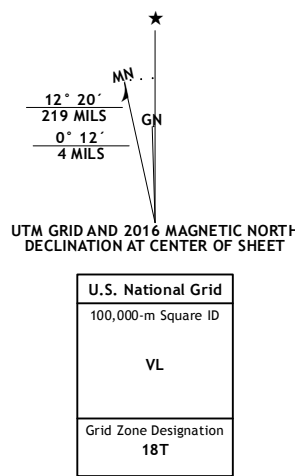 MN
GN
12° 20´
219 MILS
0° 12´
4 MILS
UTM GRID AND 2016 MAGNETIC NORTH
DECLINATION AT CENTER OF SHEET
U.S. National Grid
100,000-m Square ID
VL
Grid Zone Designation
18T